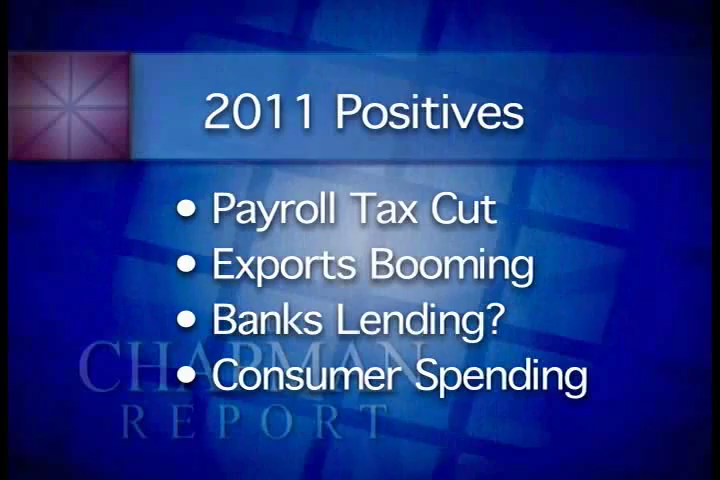 2011 Positives
• Payroll Tax Cut
• Exports Booming
• Banks Lending?
• Consumer Spending
CHAPMAN
REPORT